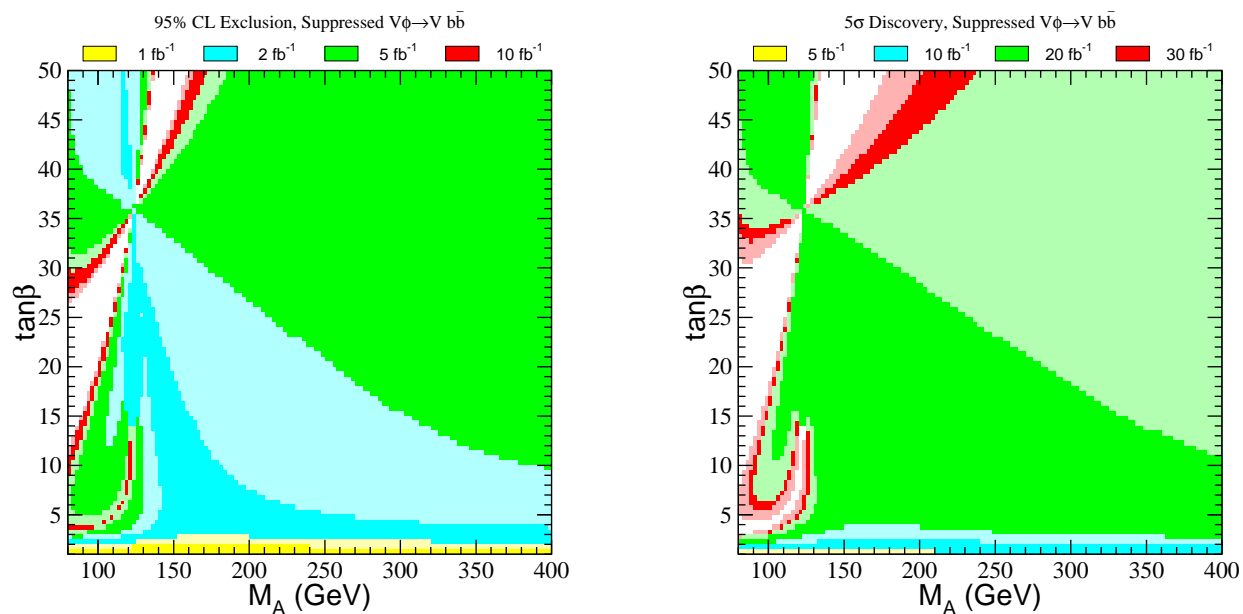 95% CL Exclusion, Suppressed Vϕ→V bb̄
1 fb⁻¹ 2 fb⁻¹ 5 fb⁻¹ 10 fb⁻¹
50
45
40
35
30
25
20
15
10
5
tanβ
100 150 200 250 300 350 400
M_A (GeV)
5σ Discovery, Suppressed Vϕ→V bb̄
5 fb⁻¹ 10 fb⁻¹ 20 fb⁻¹ 30 fb⁻¹
50
45
40
35
30
25
20
15
10
5
tanβ
100 150 200 250 300 350 400
M_A (GeV)